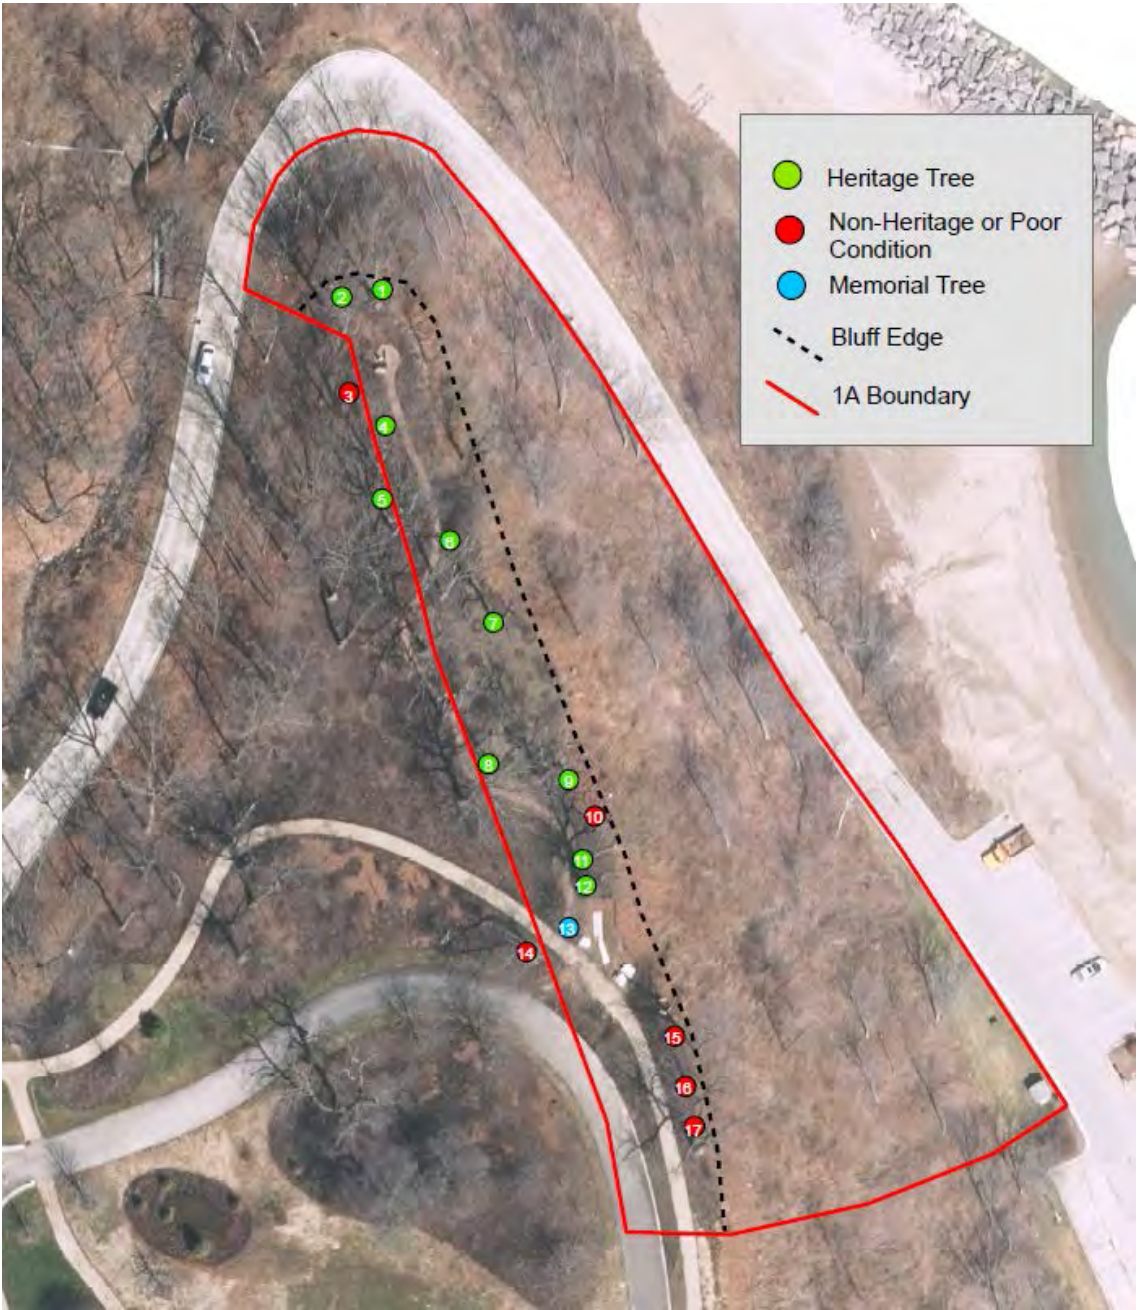 Heritage Tree
Non-Heritage or Poor
Condition
Memorial Tree
Bluff Edge
1A Boundary
1
2
3
4
5
6
7
8
9
10
11
12
13
14
15
16
17